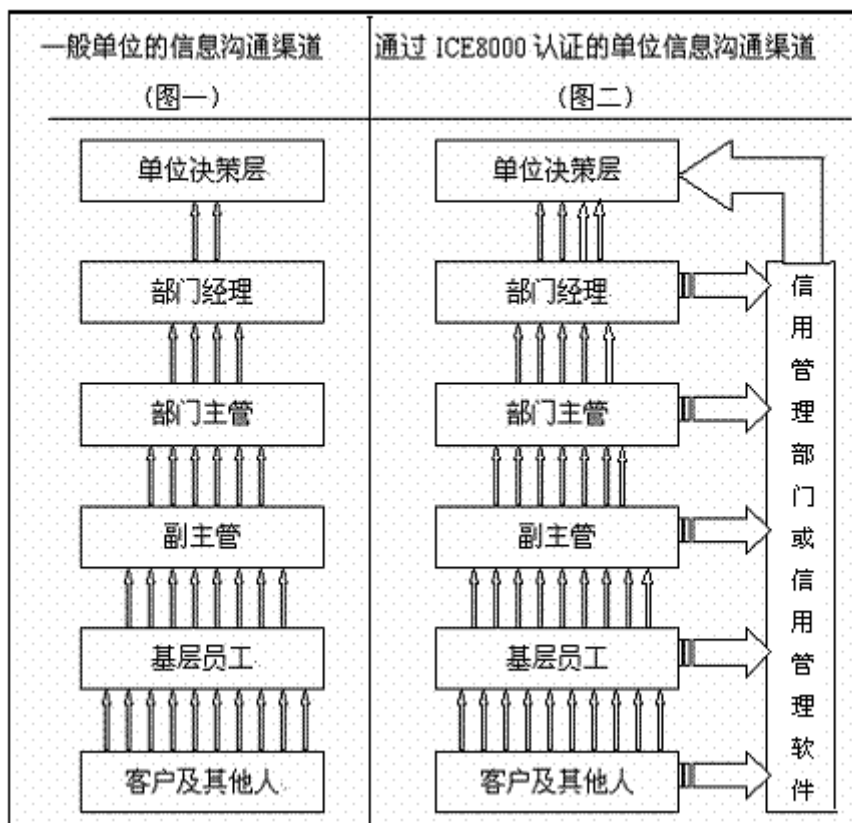 一般单位的信息沟通渠道
(图一)
单位决策层
部门经理
部门主管
副主管
基层员工
客户及其他人
通过 ICE8000 认证的单位信息沟通渠道
(图二)
单位决策层
部门经理
部门主管
副主管
基层员工
客户及其他人
信用管理部门或信用管理软件